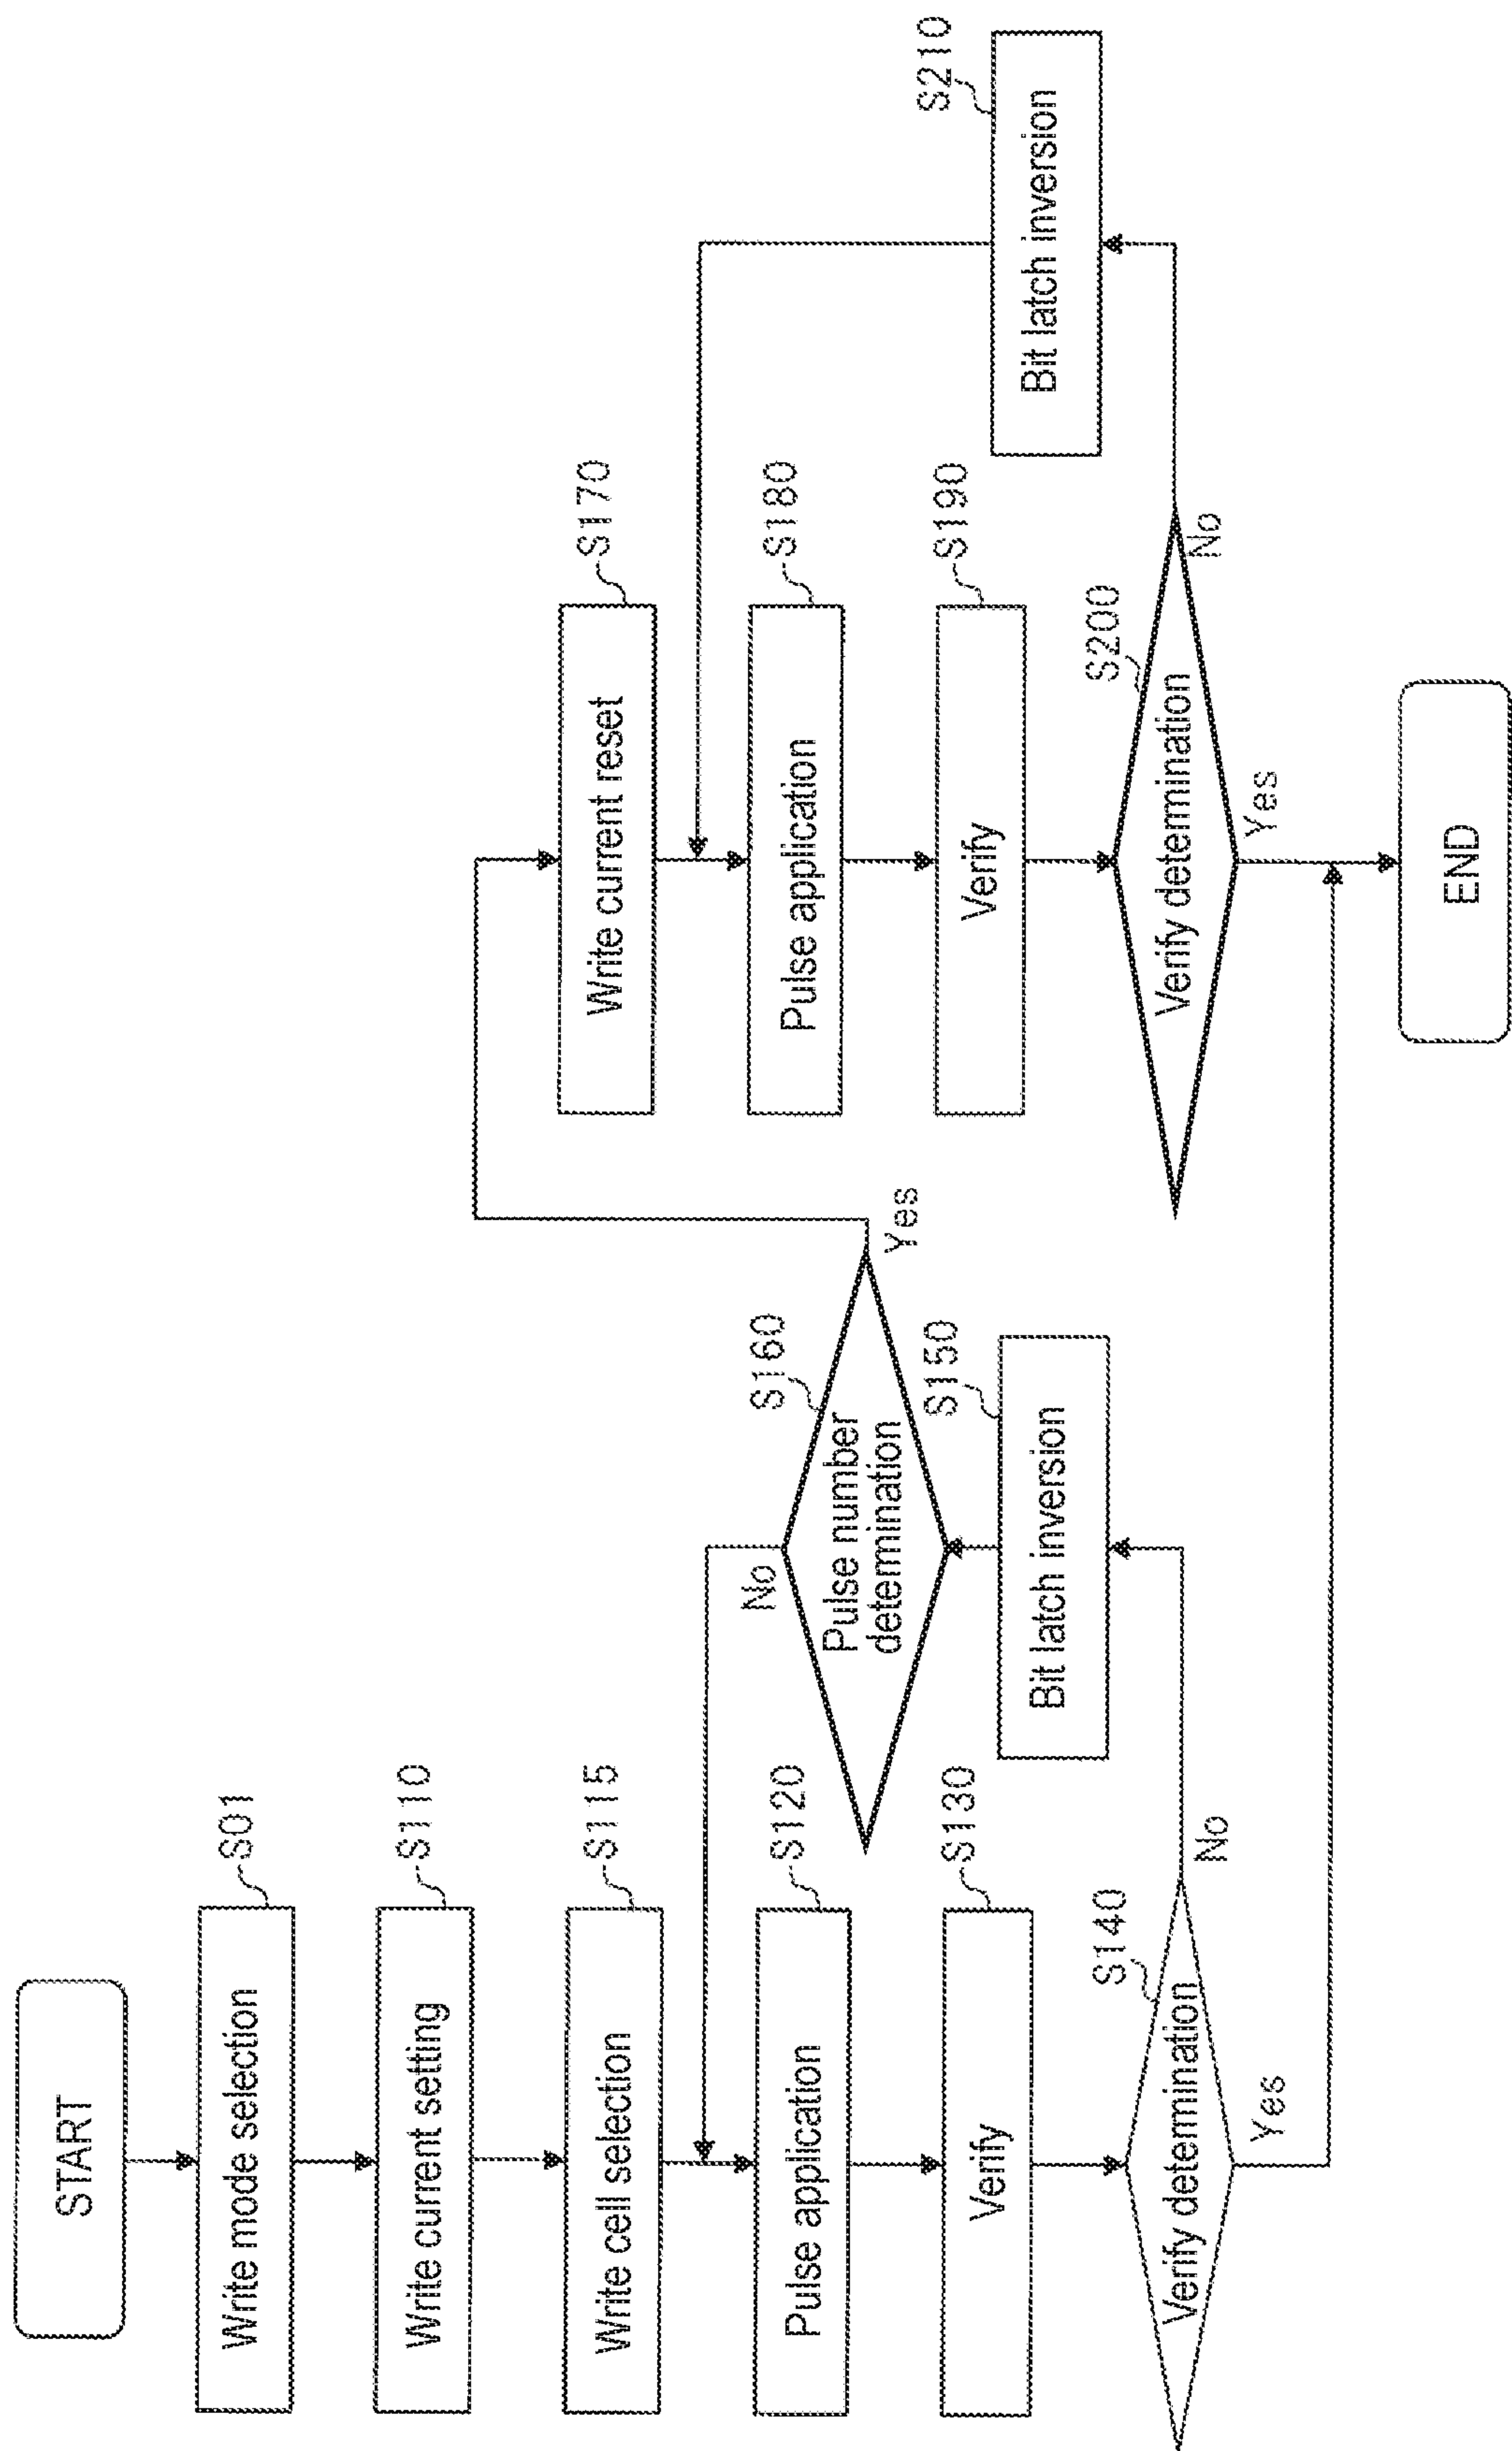 START
Write mode selection
S01
Write current setting
S110
Write cell selection
S115
Pulse application
S120
Verify
S130
Verify determination
S140
Yes
No
Bit latch inversion
S150
Pulse number
determination
S160
No
Yes
Write current reset
S170
Pulse application
S180
Verify
S190
Verify determination
S200
Yes
No
Bit latch inversion
S210
END